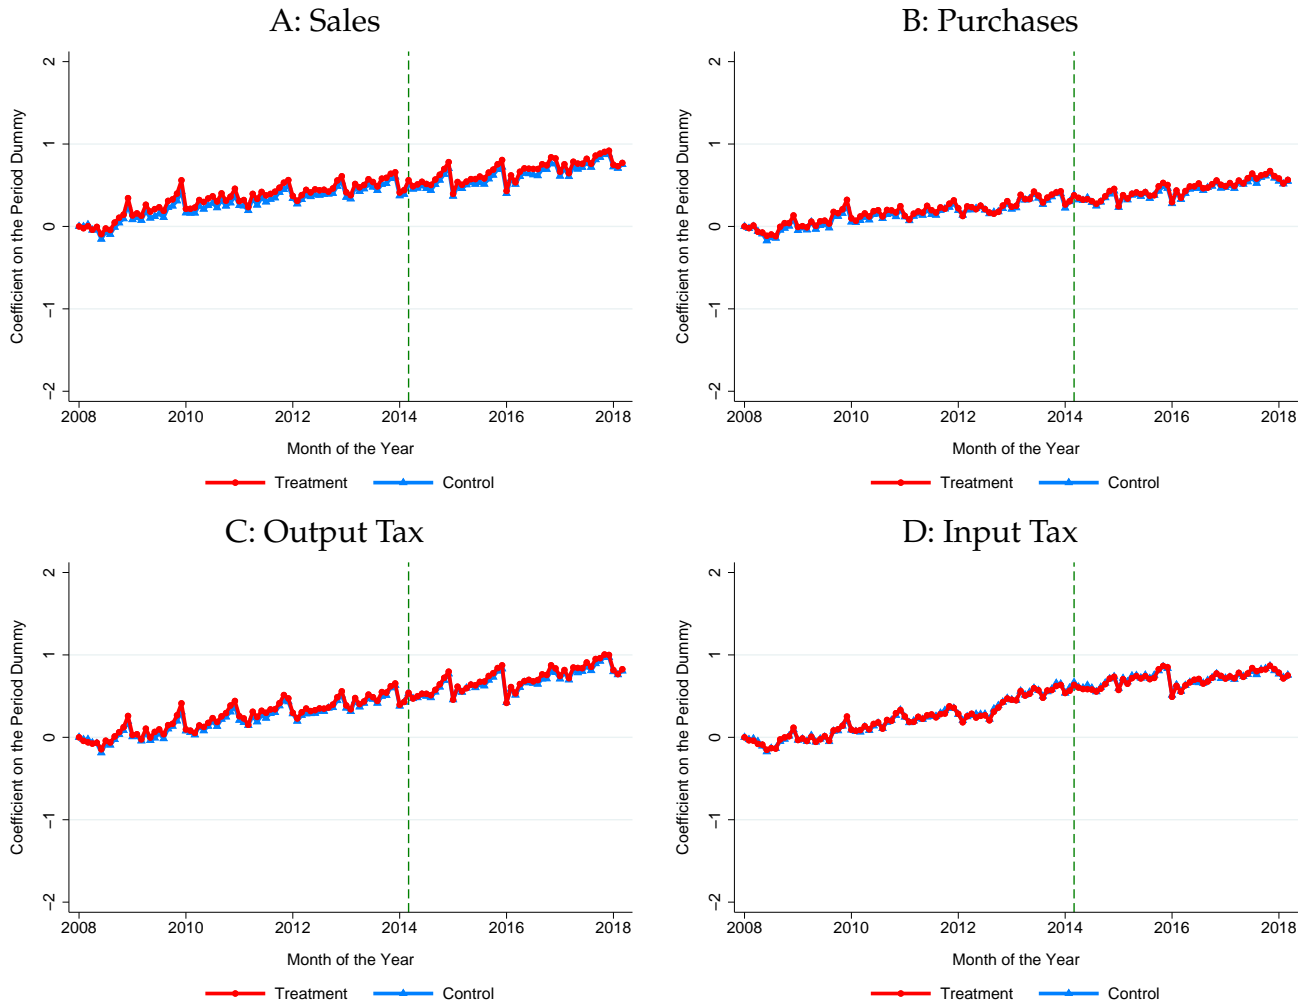 A: Sales
Coefficient on the Period Dummy
2
1
0
−1
−2
2008 2010 2012 2014 2016 2018
Month of the Year
Treatment Control
B: Purchases
Coefficient on the Period Dummy
2
1
0
−1
−2
2008 2010 2012 2014 2016 2018
Month of the Year
Treatment Control
C: Output Tax
Coefficient on the Period Dummy
2
1
0
−1
−2
2008 2010 2012 2014 2016 2018
Month of the Year
Treatment Control
D: Input Tax
Coefficient on the Period Dummy
2
1
0
−1
−2
2008 2010 2012 2014 2016 2018
Month of the Year
Treatment Control